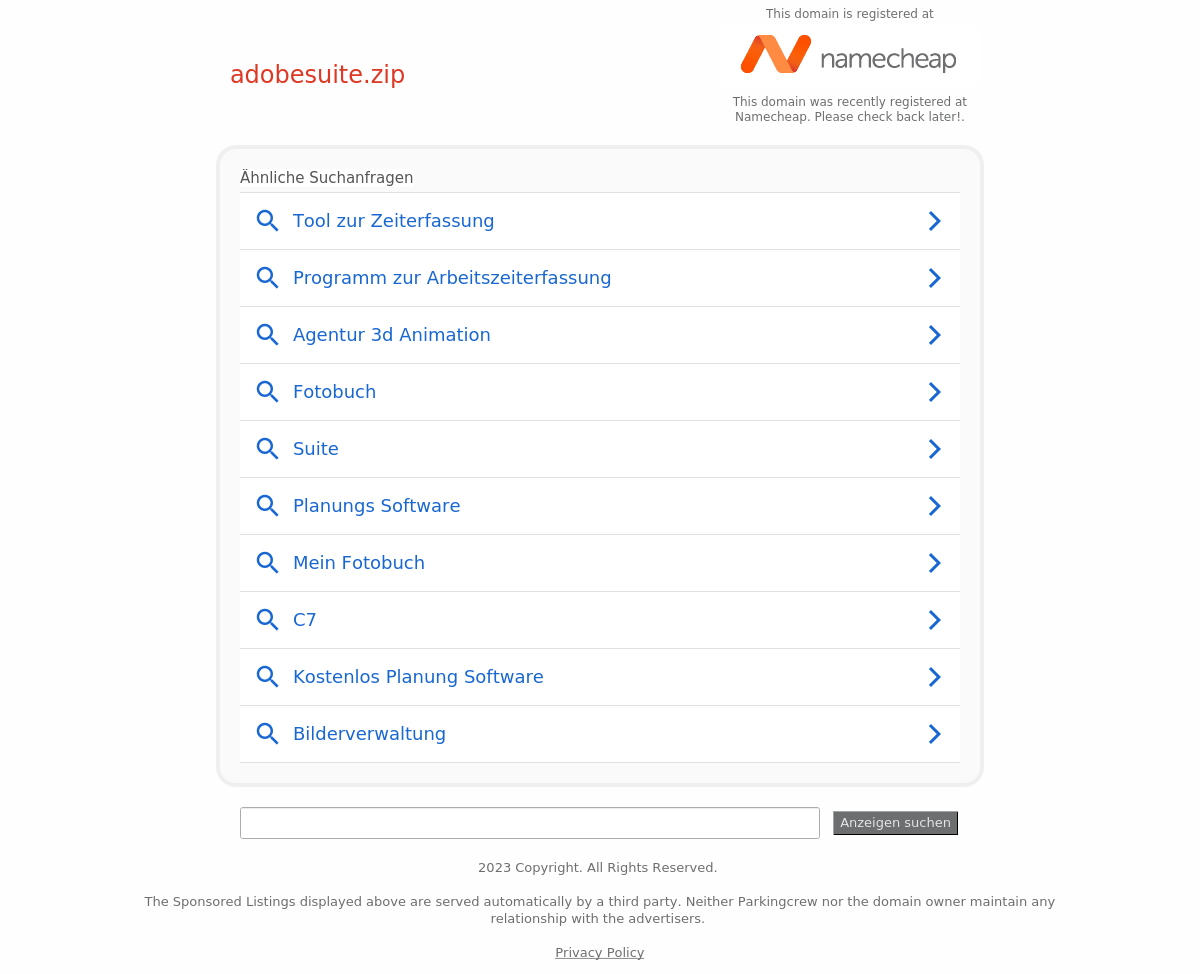 This domain is registered at
namecheap
adobesuite.zip
This domain was recently registered at
Namecheap. Please check back later!.
Ähnliche Suchanfragen
Tool zur Zeiterfassung
Programm zur Arbeitszeiterfassung
Agentur 3d Animation
Fotobuch
Suite
Planungs Software
Mein Fotobuch
C7
Kostenlos Planung Software
Bilderverwaltung
Anzeigen suchen
2023 Copyright. All Rights Reserved.
The Sponsored Listings displayed above are served automatically by a third party. Neither Parkingcrew nor the domain owner maintain any
relationship with the advertisers.
Privacy Policy